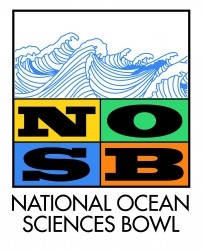 NO
SB
NATIONAL OCEAN
SCIENCES BOWL